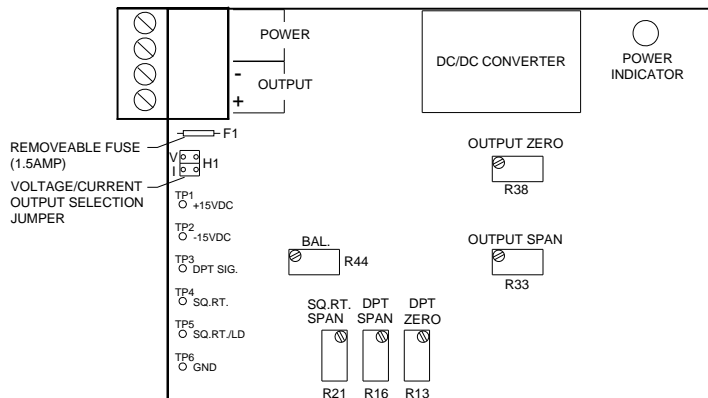 POWER
-
OUTPUT
+
DC/DC CONVERTER
POWER
INDICATOR
REMOVEABLE FUSE
(1.5AMP)
F1
V
I
H1
VOLTAGE/CURRENT
OUTPUT SELECTION
JUMPER
OUTPUT ZERO
R38
TP1
+15VDC
TP2
-15VDC
TP3
DPT SIG.
TP4
SQ.RT.
TP5
SQ.RT./LD
TP6
GND
BAL.
R44
OUTPUT SPAN
R33
SQ.RT.
SPAN
DPT
SPAN
DPT
ZERO
R21
R16
R13